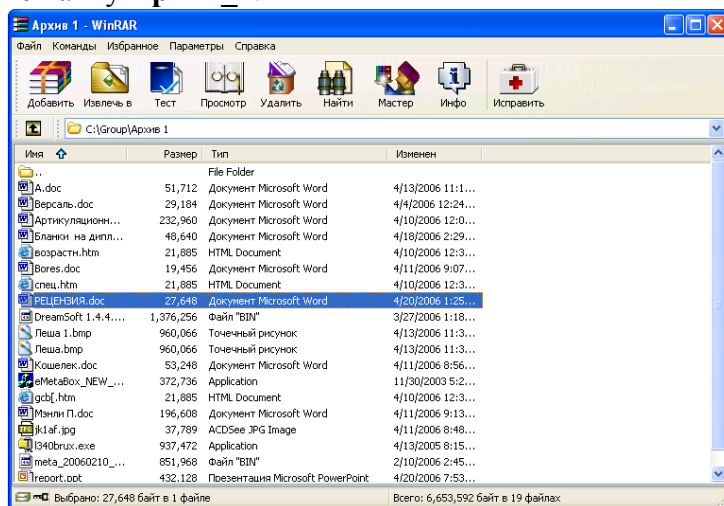 Архив 1 - WinRAR
Файл Команды Избранное Параметры Справка
Добавить Извлечь в Тест Просмотр Удалить Найти Мастер Инфо Исправить
C:\Group\Архив 1
Имя Размер Тип Изменен
.. File Folder
A.doc 51,712 Документ Microsoft Word 4/13/2006 11:1...
Версаль.doc 29,184 Документ Microsoft Word 4/4/2006 12:24...
Артикуляционн... 232,960 Документ Microsoft Word 4/10/2006 12:0...
Бланки на дипл... 48,640 Документ Microsoft Word 4/18/2006 2:29...
возрастн.htm 21,885 HTML Document 4/10/2006 12:3...
Bores.doc 19,456 Документ Microsoft Word 4/11/2006 9:07...
спец.htm 21,885 HTML Document 4/10/2006 12:3...
РЕЦЕНЗИЯ.doc 27,648 Документ Microsoft Word 4/20/2006 1:25...
DreamSoft 1.4.4.... 1,376,256 Файл "BIN" 3/27/2006 1:18...
Леша 1.bmp 960,066 Точечный рисунок 4/13/2006 11:3...
Леша.bmp 960,066 Точечный рисунок 4/13/2006 11:3...
Кошелек.doc 53,248 Документ Microsoft Word 4/11/2006 8:56...
eMetaBox_NEW_... 372,736 Application 11/30/2003 5:2...
gcb[.htm 21,885 HTML Document 4/10/2006 12:3...
Мэнли П.doc 196,608 Документ Microsoft Word 4/11/2006 9:13...
jk1af.jpg 37,789 ACDSee JPG Image 4/11/2006 8:48...
l340brux.exe 937,472 Application 4/13/2005 8:15...
meta_20060210_... 851,968 Файл "BIN" 2/10/2006 2:45...
report.ppt 432,128 Презентация Microsoft PowerPoint 4/20/2006 7:53...
Выбрано: 27,648 байт в 1 файле Всего: 6,653,592 байт в 19 файлах